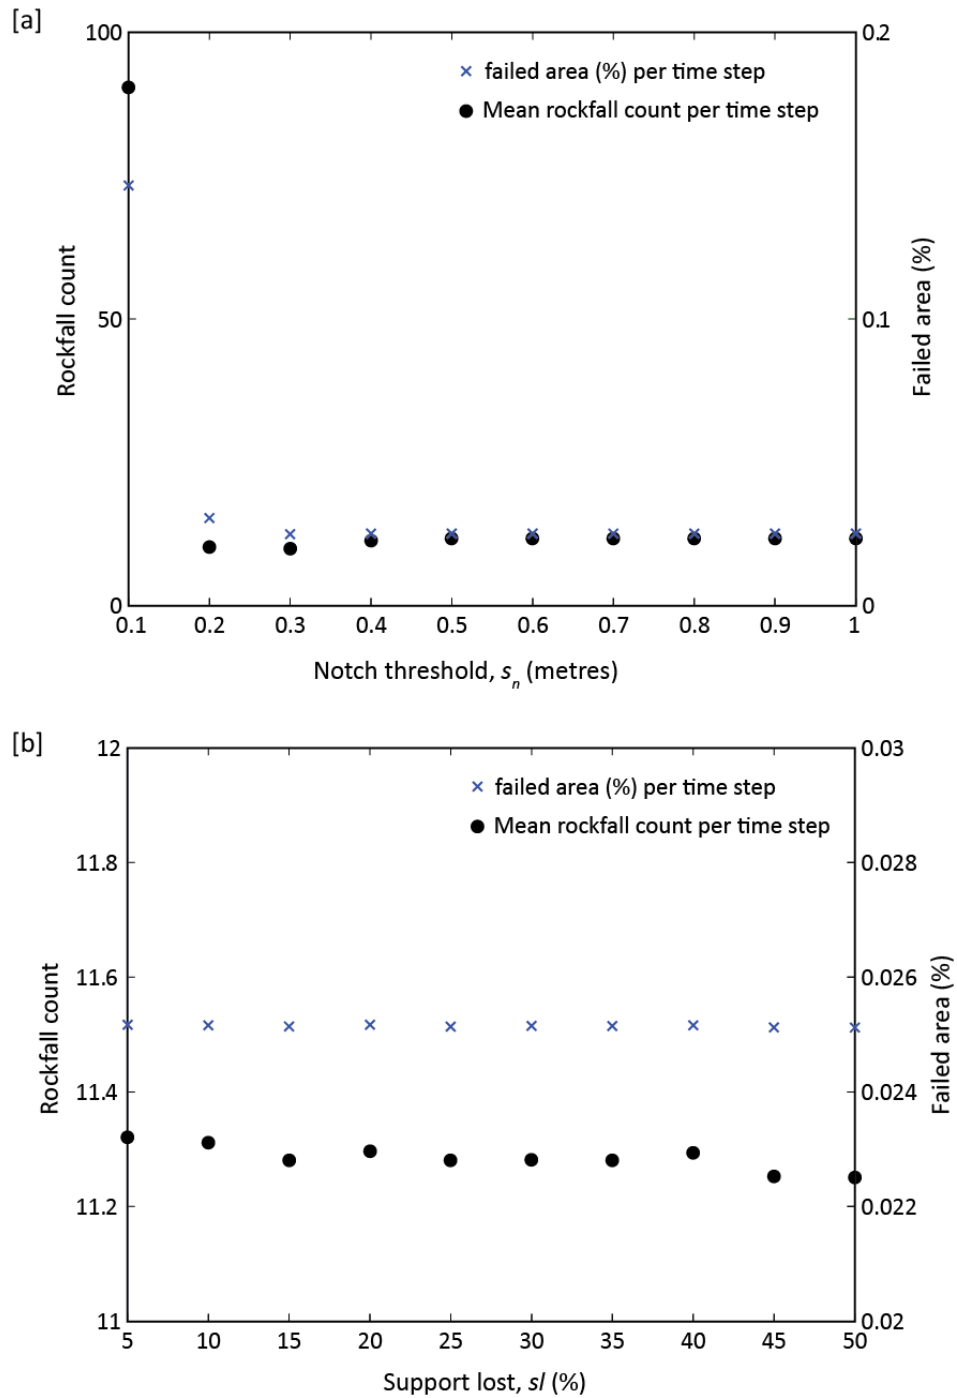 [a]
100
0.2
× failed area (%) per time step
● Mean rockfall count per time step
Rockfall count
Failed area (%)
50
0.1
0
0
0.1 0.2 0.3 0.4 0.5 0.6 0.7 0.8 0.9 1
Notch threshold, sn (metres)
[b]
12
0.03
× failed area (%) per time step
● Mean rockfall count per time step
11.8
0.028
11.6
0.026
Rockfall count
Failed area (%)
11.4
0.024
11.2
0.022
11
0.02
5 10 15 20 25 30 35 40 45 50
Support lost, sl (%)